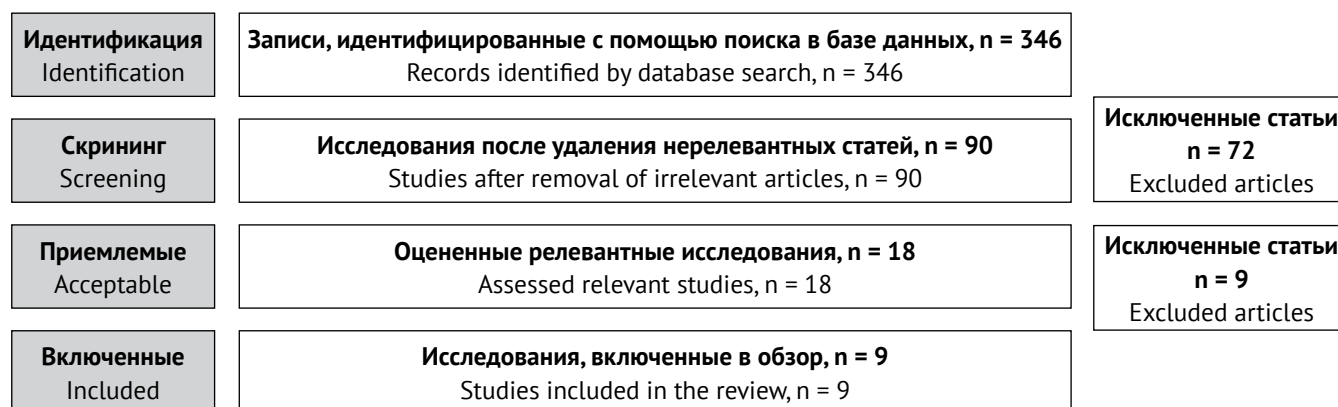 Идентификация
Identification
Записи, идентифицированные с помощью поиска в базе данных, n = 346
Records identified by database search, n = 346
Скрининг
Screening
Исследования после удаления нерелевантных статей, n = 90
Studies after removal of irrelevant articles, n = 90
Исключенные статьи
n = 72
Excluded articles
Приемлемые
Acceptable
Оцененные релевантные исследования, n = 18
Assessed relevant studies, n = 18
Исключенные статьи
n = 9
Excluded articles
Включенные
Included
Исследования, включенные в обзор, n = 9
Studies included in the review, n = 9